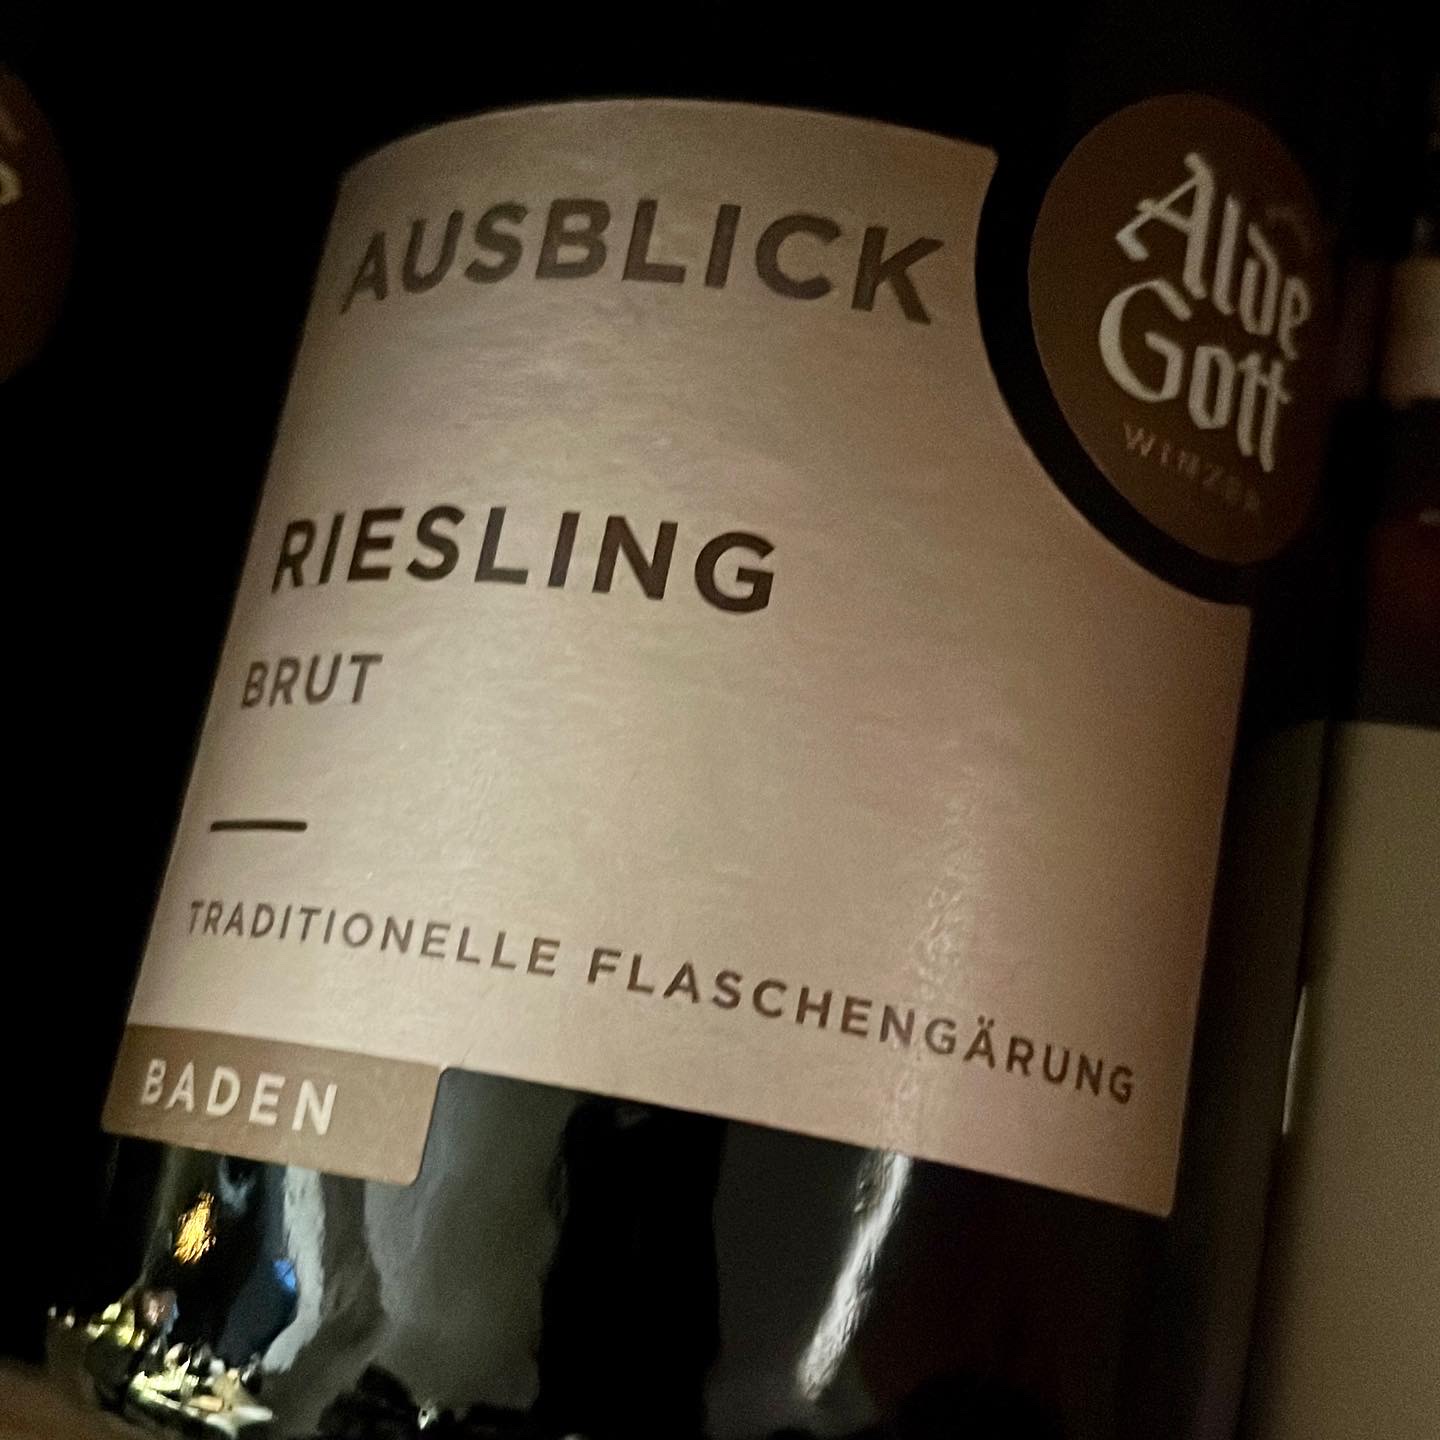 AUSBLICK
Alde
Gott
WINZER
RIESLING
BRUT
TRADITIONELLE FLASCHENGÄRUNG
BADEN